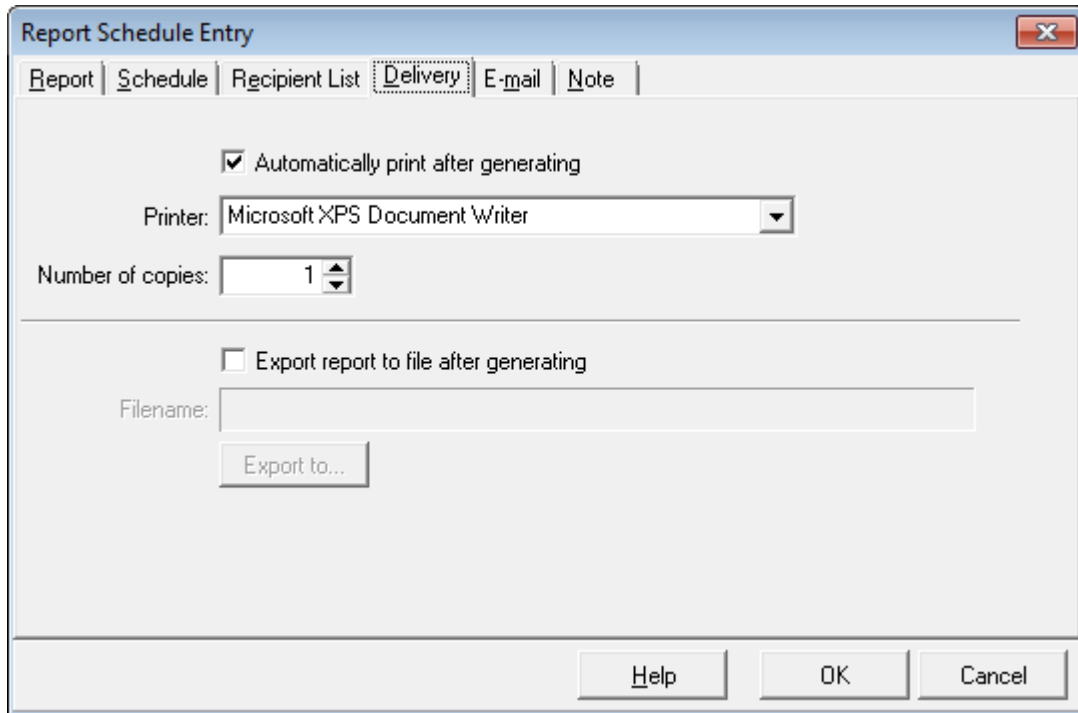 Report Schedule Entry
Report Schedule Recipient List Delivery E-mail Note
Automatically print after generating
Printer: Microsoft XPS Document Writer
Number of copies: 1
Export report to file after generating
Filename:
Export to...
Help OK Cancel